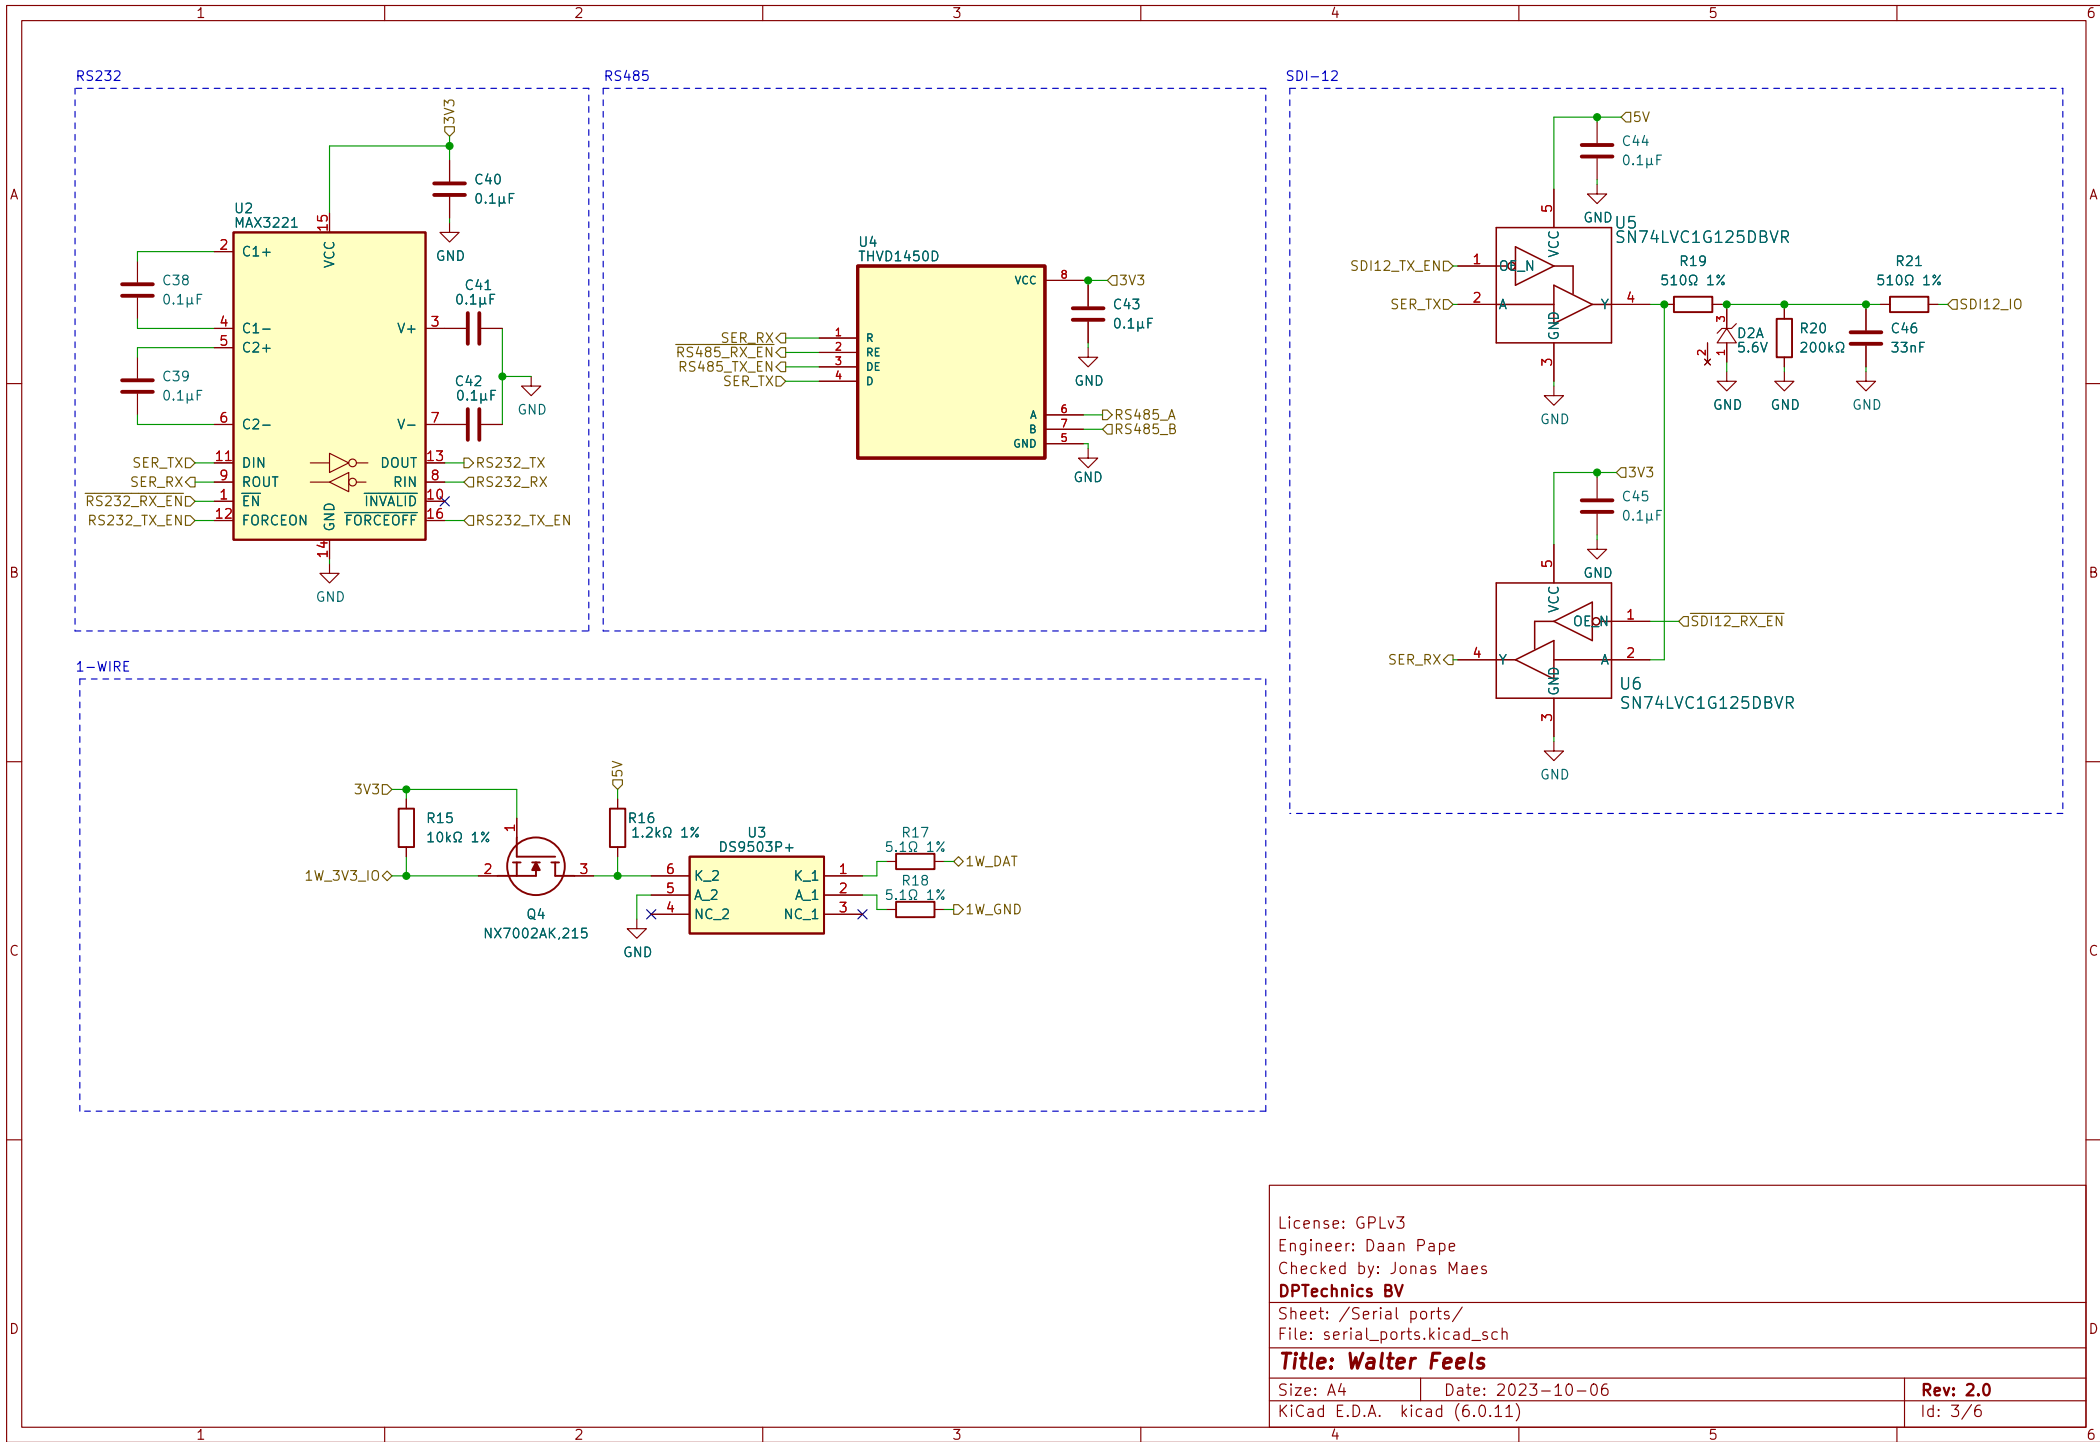 1 2 3 4 5 6
A
B
C
D
A
B
C
D
RS232
3V3
C40
0.1µF
GND
U2
MAX3221
15
VCC
2 C1+
C38
0.1µF
4 C1-
5 C2+
C39
0.1µF
6 C2-
C41
0.1µF
V+ 3
C42
0.1µF
GND
V- 7
SER_TX 11 DIN
DOUT 13 RS232_TX
SER_RX 9 ROUT
RIN 8 RS232_RX
RS232_RX_EN 1 EN
INVALID 10
RS232_TX_EN 12 FORCEON
FORCEOFF 16 RS232_TX_EN
GND
14
GND
RS485
U4
THVD1450D
VCC 8 3V3
C43
0.1µF
GND
SER_RX 1 R
RS485_RX_EN 2 RE
RS485_TX_EN 3 DE
SER_TX 4 D
A 6 RS485_A
B 7 RS485_B
GND 5
GND
SDI-12
5V
C44
0.1µF
GND
5
VCC
U5
SN74LVC1G125DBVR
SDI12_TX_EN 1 OE_N
SER_TX 2 A
Y 4
GND
3
GND
R19
510Ω 1%
3
D2A
5.6V
2
1
GND
R20
200kΩ
GND
C46
33nF
GND
R21
510Ω 1%
SDI12_IO
3V3
C45
0.1µF
GND
5
VCC
OE_N 1 SDI12_RX_EN
SER_RX 4 Y
A 2
GND
3
GND
U6
SN74LVC1G125DBVR
1-WIRE
3V3
R15
10kΩ 1%
1W_3V3_IO
1
2
3
Q4
NX7002AK,215
5V
R16
1.2kΩ 1%
U3
DS9503P+
6 K_2
5 A_2
4 NC_2
K_1 1
A_1 2
NC_1 3
GND
R17
5.1Ω 1%
1W_DAT
R18
5.1Ω 1%
1W_GND
License: GPLv3
Engineer: Daan Pape
Checked by: Jonas Maes
DPTechnics BV
Sheet: /Serial ports/
File: serial_ports.kicad_sch
Title: Walter Feels
Size: A4 Date: 2023-10-06 Rev: 2.0
KiCad E.D.A. kicad (6.0.11) Id: 3/6
1 2 3 4 5 6